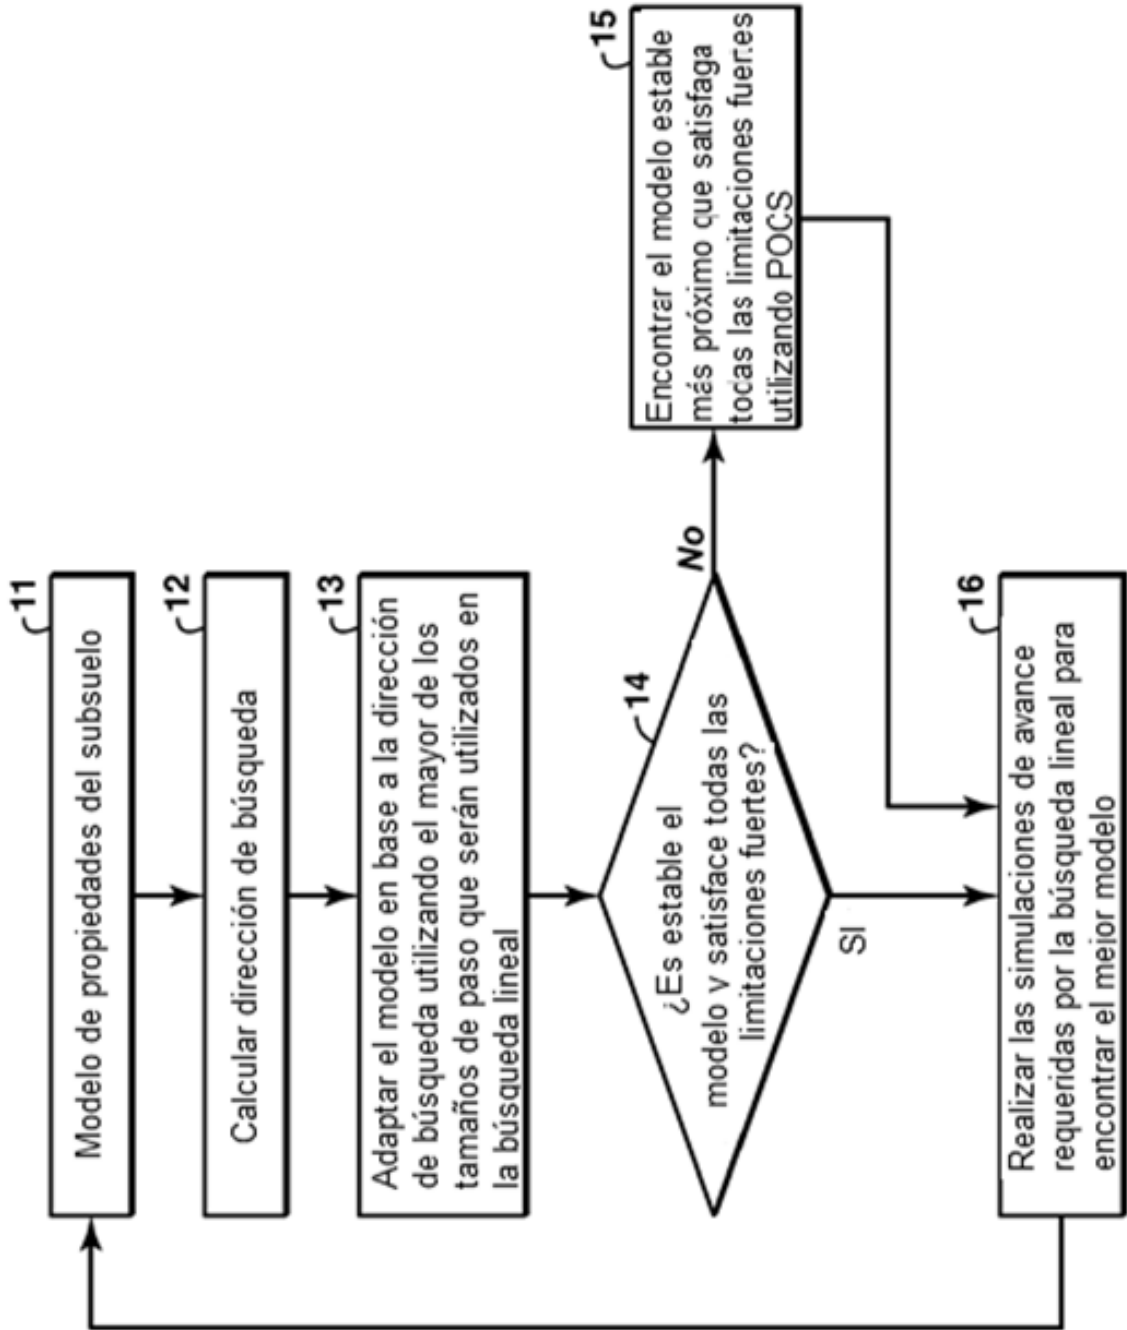 11
Modelo de propiedades del subsuelo
12
Calcular dirección de búsqueda
13
Adaptar el modelo en base a la dirección
de búsqueda utilizando el mayor de los
tamaños de paso que serán utilizados en
la búsqueda lineal
14
¿Es estable el
modelo v satisface todas las
limitaciones fuertes?
No
SI
15
Encontrar el modelo estable
más próximo que satisfaga
todas las limitaciones fuertes
utilizando POCS
16
Realizar las simulaciones de avance
requeridas por la búsqueda lineal para
encontrar el mejor modelo